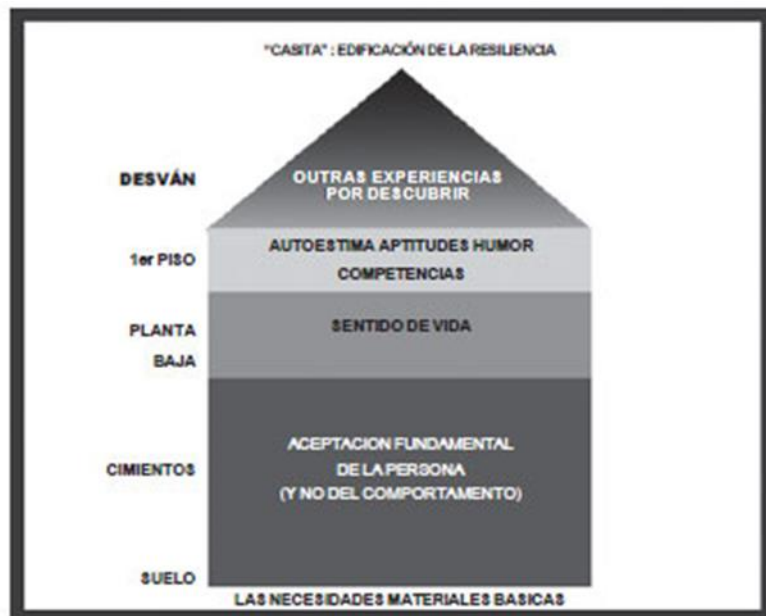 "CASITA" : EDIFICACIÓN DE LA RESILIENCIA
DESVÁN
OUTRAS EXPERIENCIAS
POR DESCUBRIR
1er PISO
AUTOESTIMA APTITUDES HUMOR
COMPETENCIAS
PLANTA
BAJA
SENTIDO DE VIDA
CIMIENTOS
ACEPTACION FUNDAMENTAL
DE LA PERSONA
(Y NO DEL COMPORTAMENTO)
SUELO
LAS NECESIDADES MATERIALES BASICAS